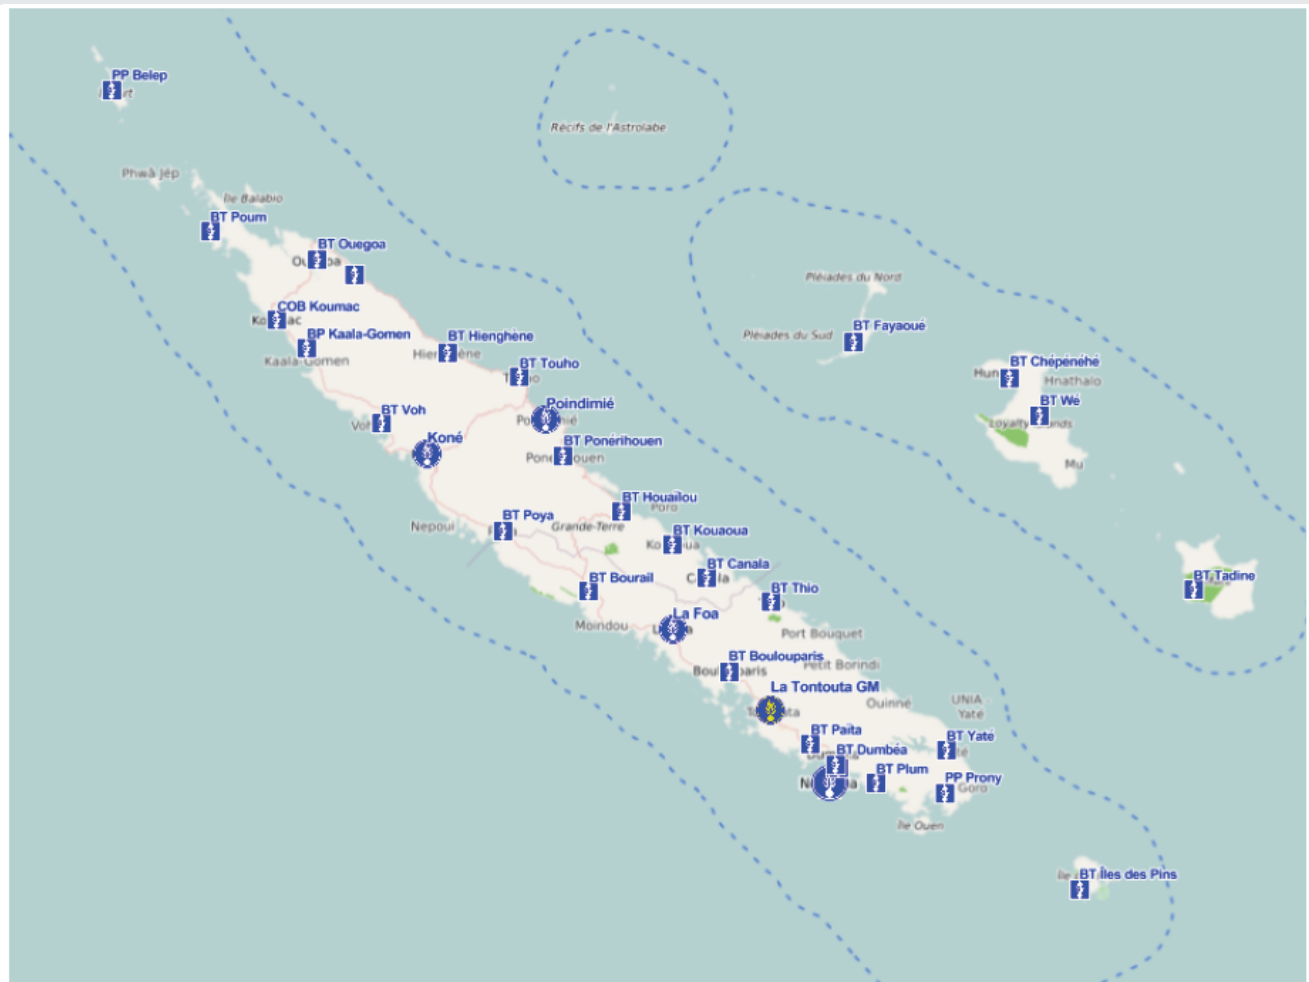 PP Belep
Récifs de l'Astrolabe
Phwâ Jép
Île Balabio
BT Poum
BT Ouegoa
Pléiades du Nord
COB Koumac
BT Fayaoué
BP Kaala-Gomen
BT Hienghène
Pléiades du Sud
Kaala-Gomen
BT Touho
BT Chépénéhé
Hnathalo
BT Wé
BT Voh
Poindimié
Koné
BT Ponérihouen
Mu
BT Houaïlou
Poro
BT Poya
Nepoui
Grande-Terre
BT Kouaoua
BT Canala
BT Bourail
BT Tadine
BT Thio
La Foa
Moindou
Port Bouquet
BT Boulouparis
Petit Borindi
La Tontouta GM
Ouinné
UNIA
Yaté
BT Païta
BT Yaté
BT Dumbéa
BT Plum
PP Prony
Goro
Île Ouen
BT Îles des Pins